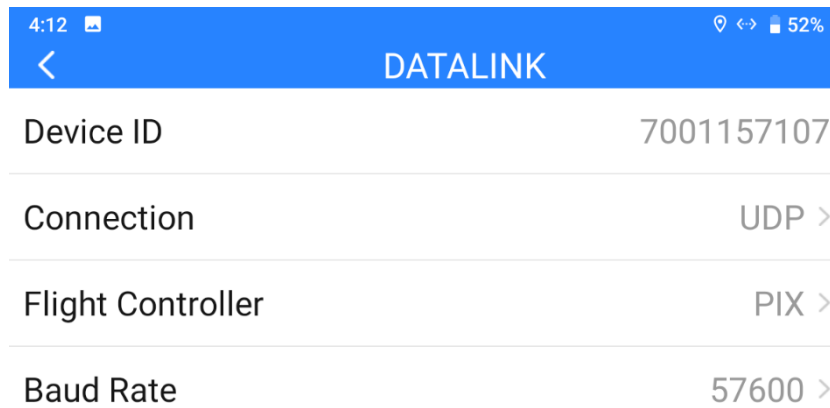 4:12 52%
DATALINK
Device ID 7001157107
Connection UDP
Flight Controller PIX
Baud Rate 57600